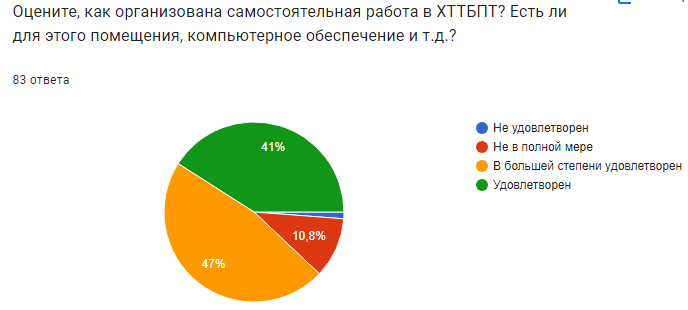 Оцените, как организована самостоятельная работа в ХТТБПТ? Есть ли
для этого помещения, компьютерное обеспечение и т.д.?
83 ответа
Не удовлетворен
Не в полной мере
В большей степени удовлетворен
Удовлетворен
41%
10,8%
47%